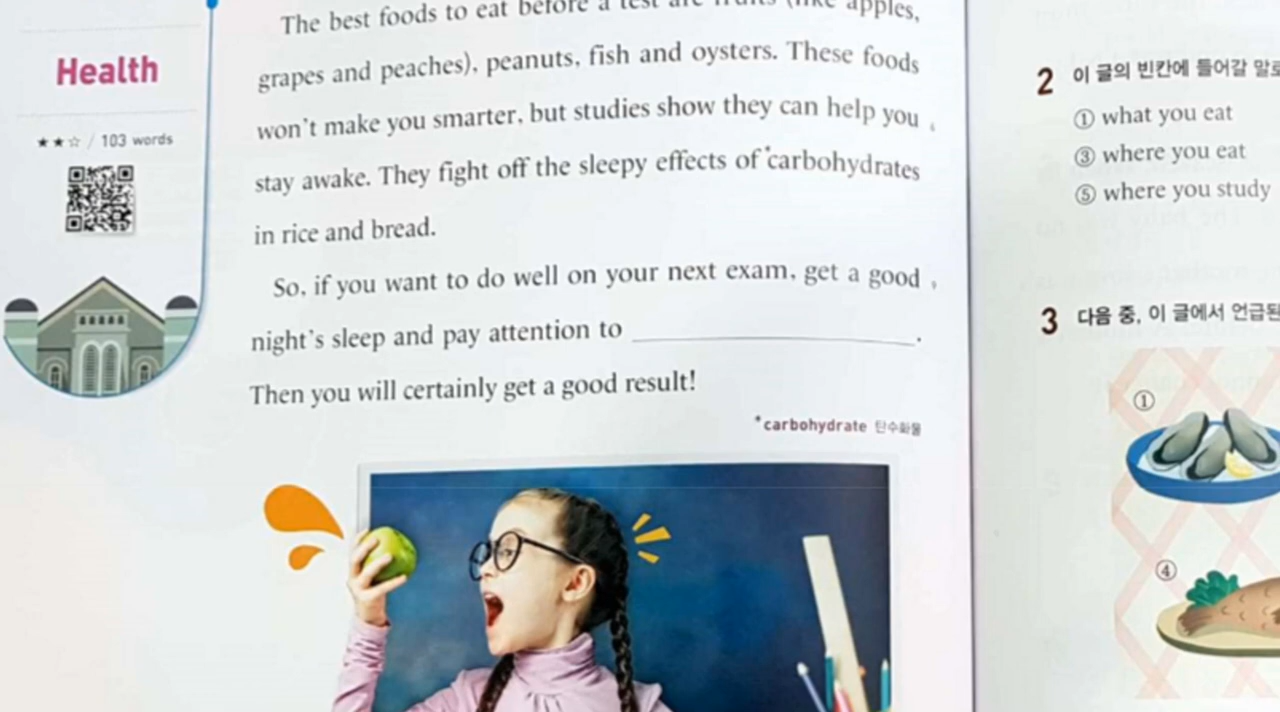 Health
★★☆ / 103 words
The best foods to eat before a test are fruits (like apples,
grapes and peaches), peanuts, fish and oysters. These foods
won't make you smarter, but studies show they can help you
stay awake. They fight off the sleepy effects of *carbohydrates
in rice and bread.
So, if you want to do well on your next exam, get a good
night's sleep and pay attention to ____________________.
Then you will certainly get a good result!
*carbohydrate 탄수화물
2 이 글의 빈칸에 들어갈 말로
① what you eat
③ where you eat
⑤ where you study
3 다음 중, 이 글에서 언급된
①
④